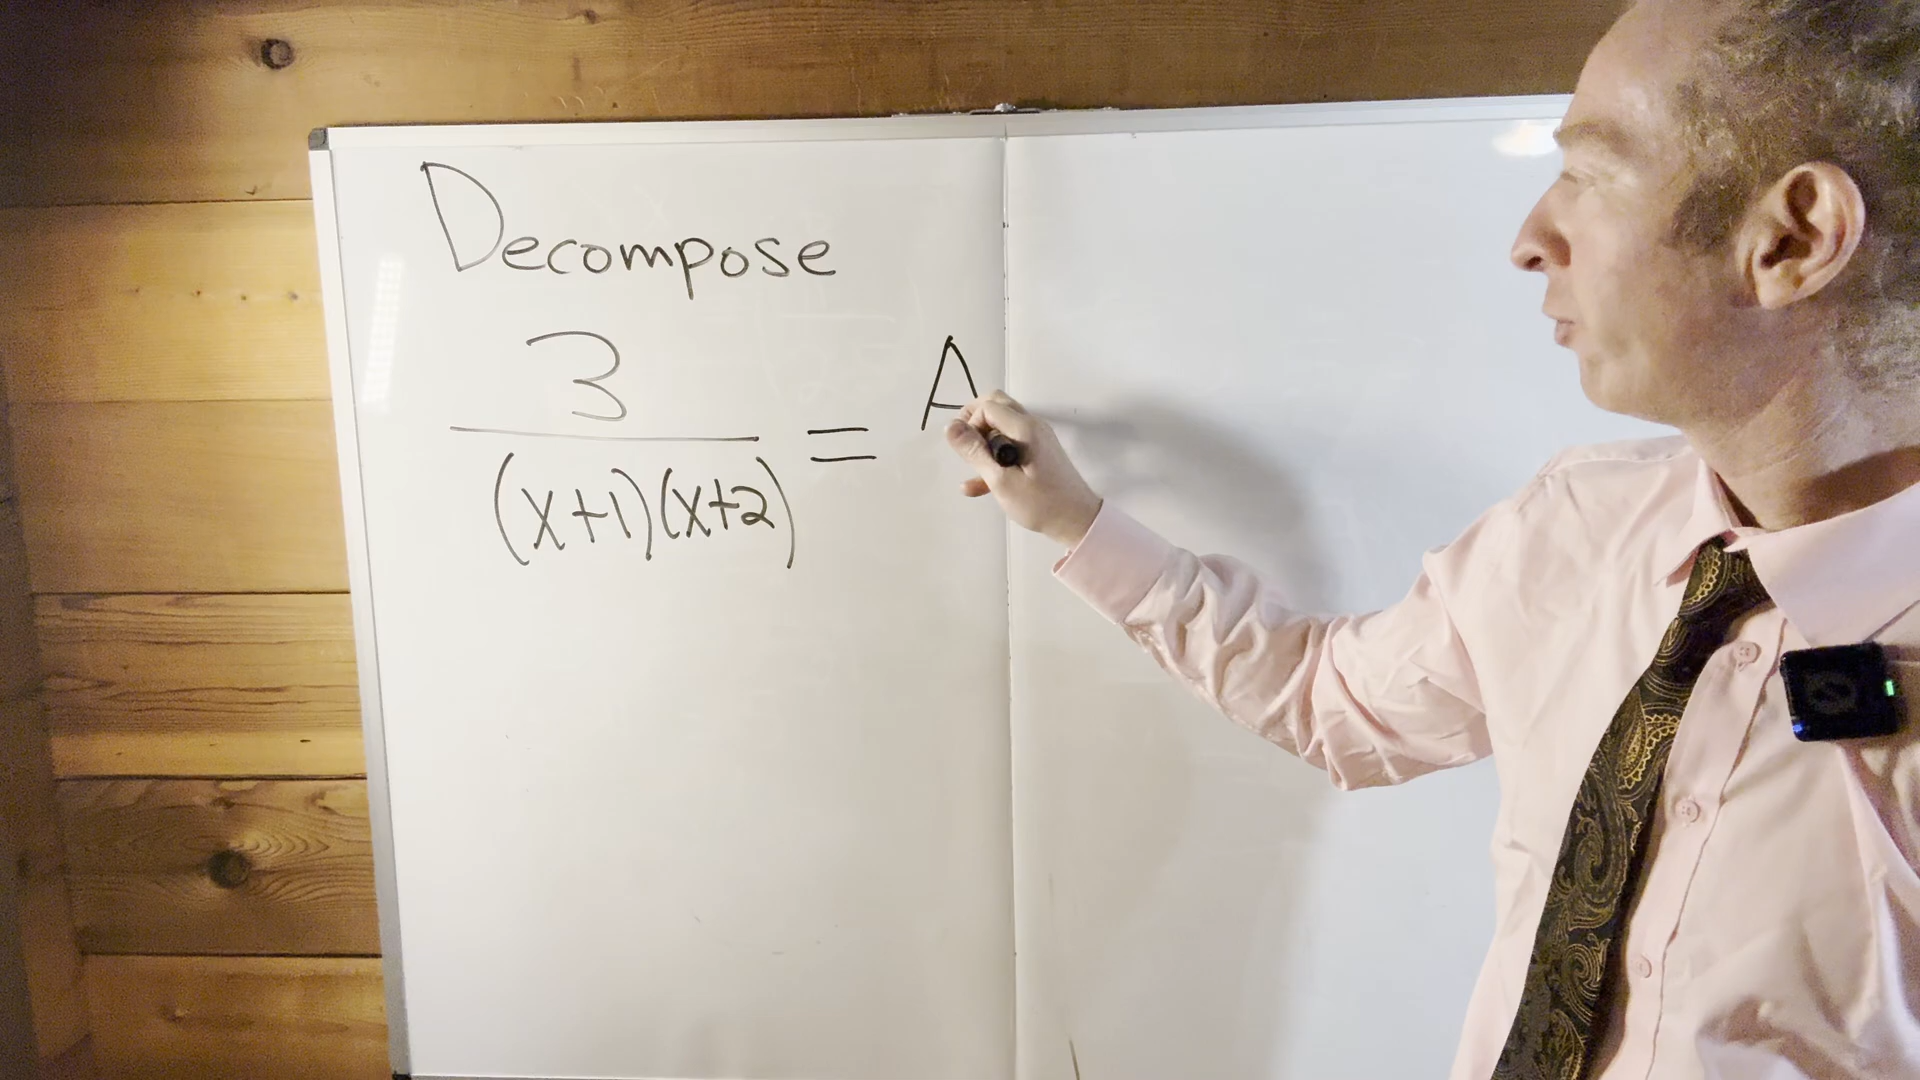 Decompose
3
(x+1)(x+2) = A